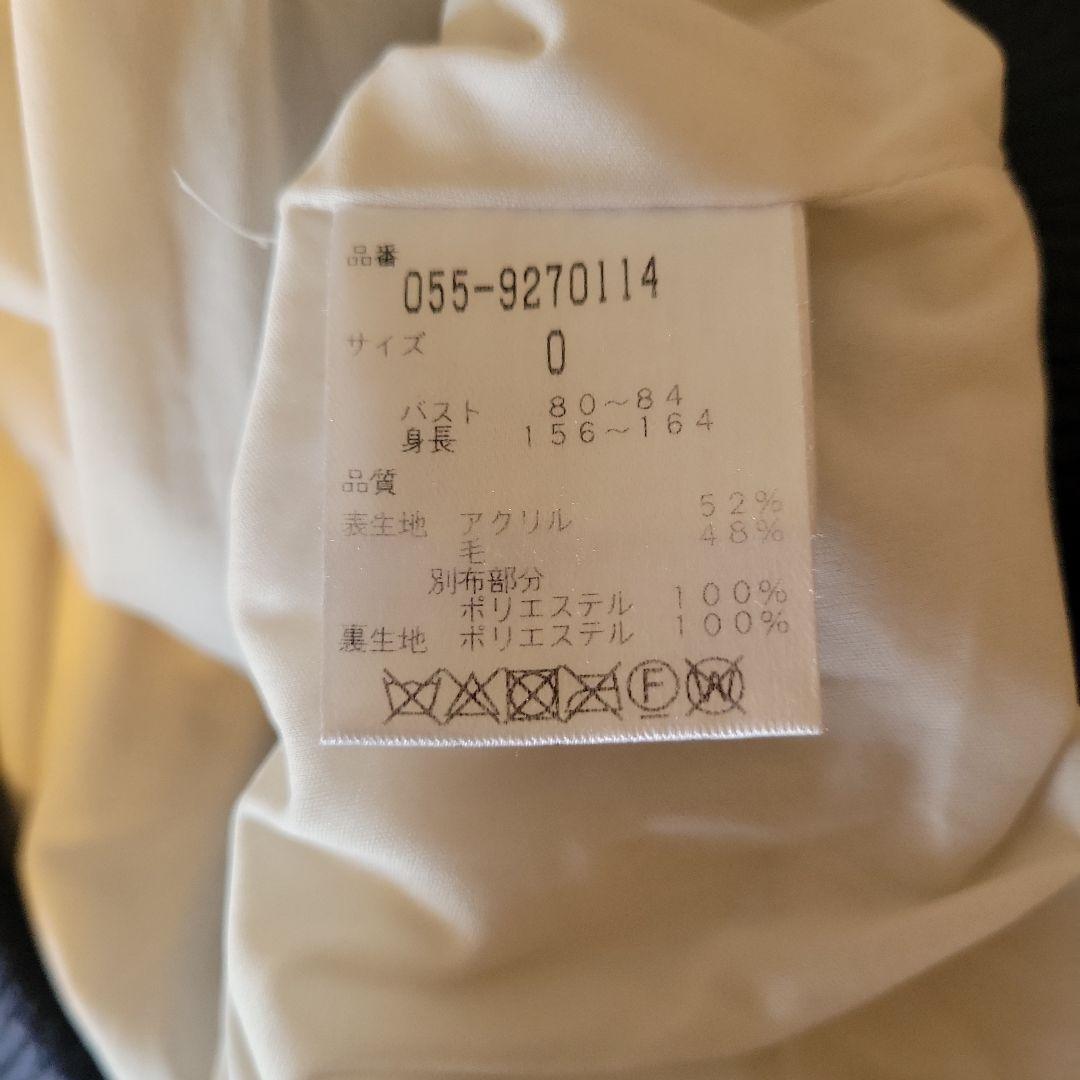 品番
055-9270114
サイズ 0
バスト 80～84
身長 156～164
品質
表生地 アクリル 52%
毛 48%
別布部分
ポリエステル 100%
裏生地 ポリエステル 100%
F W